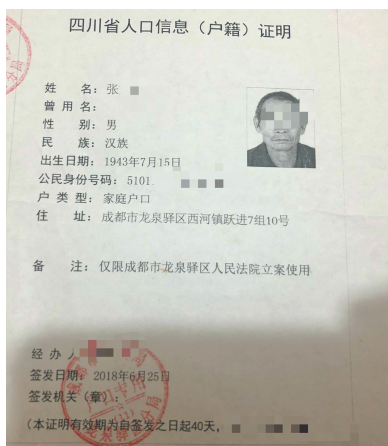 四川省人口信息（户籍）证明
姓 名：张
曾 用 名：
性 别：男
民 族：汉族
出生日期：1943年7月15日
公民身份号码：5101
户 类 型：家庭户口
住 址：成都市龙泉驿区西河镇跃进7组10号
备 注：仅限成都市龙泉驿区人民法院立案使用
经 办
签发日期：2018年6月25日
签发机关（章）：
（本证明有效期为自签发之日起40天，